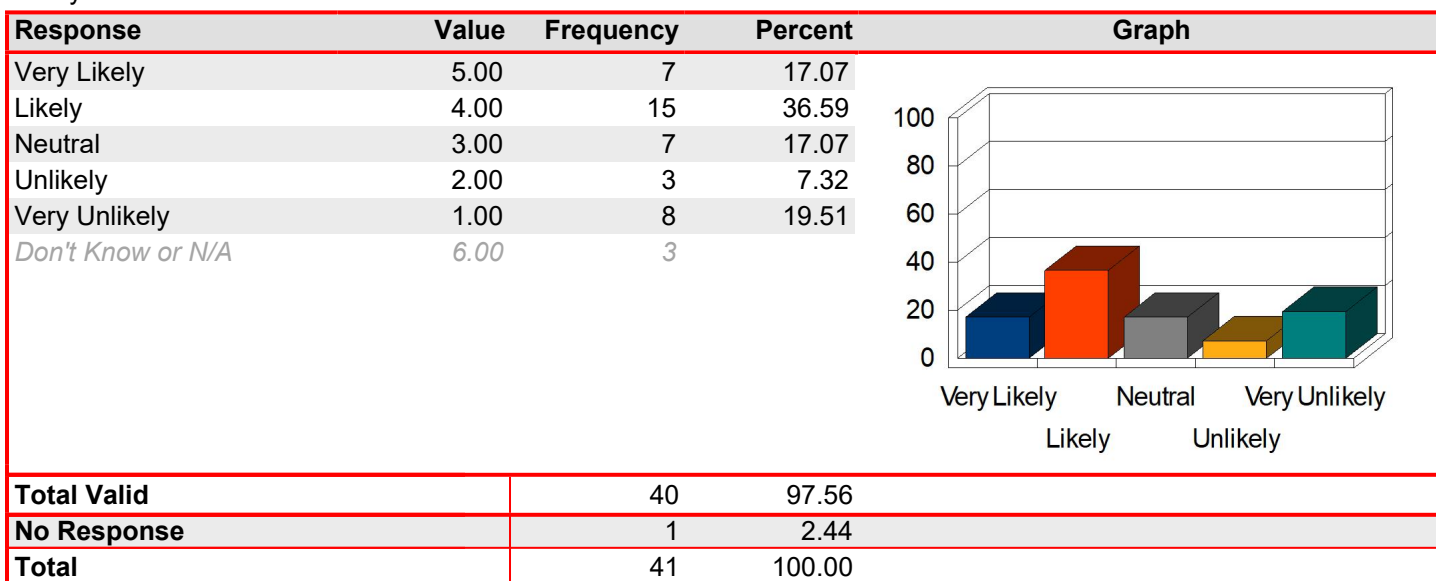 Response Value Frequency Percent Graph
Very Likely 5.00 7 17.07
Likely 4.00 15 36.59
Neutral 3.00 7 17.07
Unlikely 2.00 3 7.32
Very Unlikely 1.00 8 19.51
Don't Know or N/A 6.00 3
100
80
60
40
20
0
Very Likely Neutral Very Unlikely
Likely Unlikely
Total Valid 40 97.56
No Response 1 2.44
Total 41 100.00